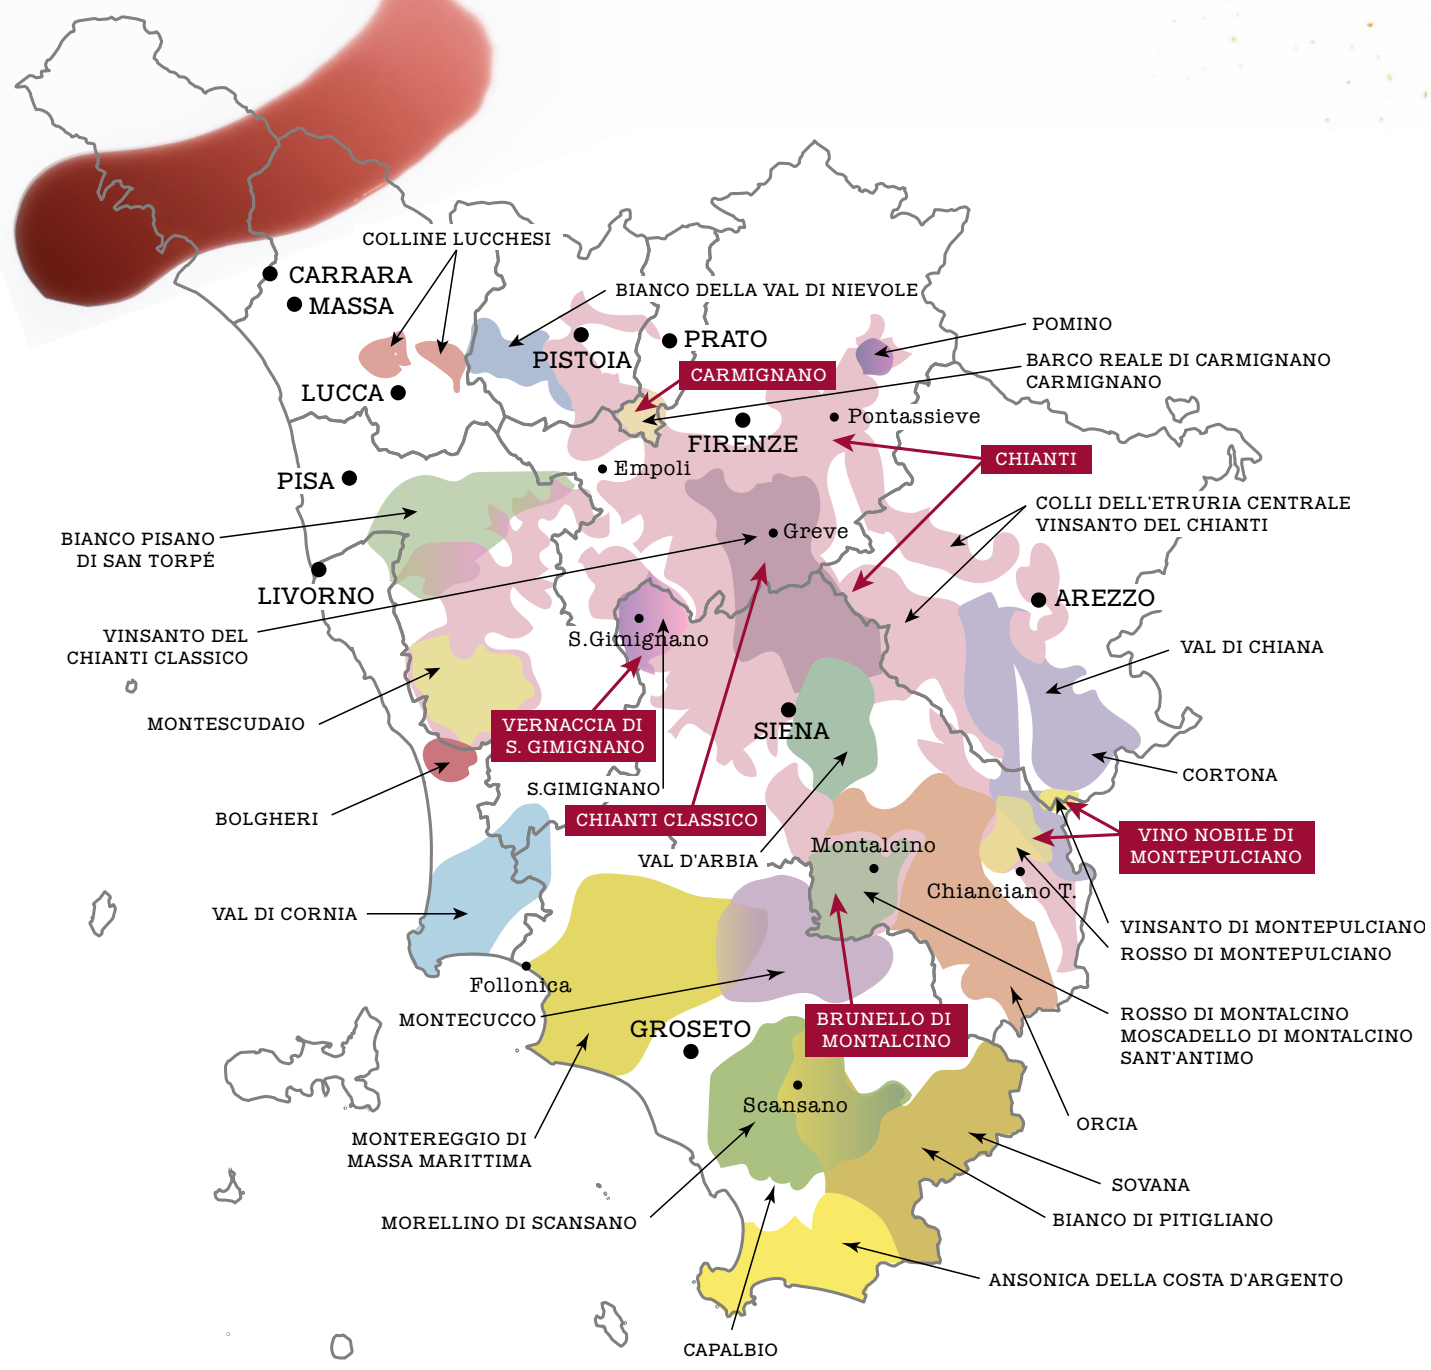 COLLINE LUCCHESI
CARRARA
MASSA
BIANCO DELLA VAL DI NIEVOLE
POMINO
PRATO
PISTOIA
BARCO REALE DI CARMIGNANO
CARMIGNANO
CARMIGNANO
LUCCA
Pontassieve
FIRENZE
CHIANTI
Empoli
PISA
COLLI DELL'ETRURIA CENTRALE
VINSANTO DEL CHIANTI
Greve
BIANCO PISANO
DI SAN TORPÉ
LIVORNO
AREZZO
VINSANTO DEL
CHIANTI CLASSICO
S.Gimignano
VAL DI CHIANA
MONTESCUDAIO
VERNACCIA DI
S. GIMIGNANO
SIENA
CORTONA
S.GIMIGNANO
BOLGHERI
CHIANTI CLASSICO
VINO NOBILE DI
MONTEPULCIANO
Montalcino
VAL D'ARBIA
Chianciano T.
VAL DI CORNIA
VINSANTO DI MONTEPULCIANO
ROSSO DI MONTEPULCIANO
Follonica
MONTECUCCO
GROSETO
BRUNELLO DI
MONTALCINO
ROSSO DI MONTALCINO
MOSCADELLO DI MONTALCINO
SANT'ANTIMO
Scansano
ORCIA
MONTEREGGIO DI
MASSA MARITTIMA
SOVANA
MORELLINO DI SCANSANO
BIANCO DI PITIGLIANO
ANSONICA DELLA COSTA D'ARGENTO
CAPALBIO